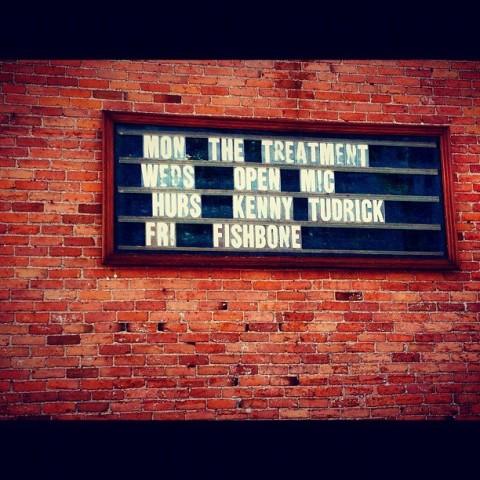 MON THE TREATMENT
WEDS OPEN MIC
HURS KENNY TUDRICK
FRI FISHBONE